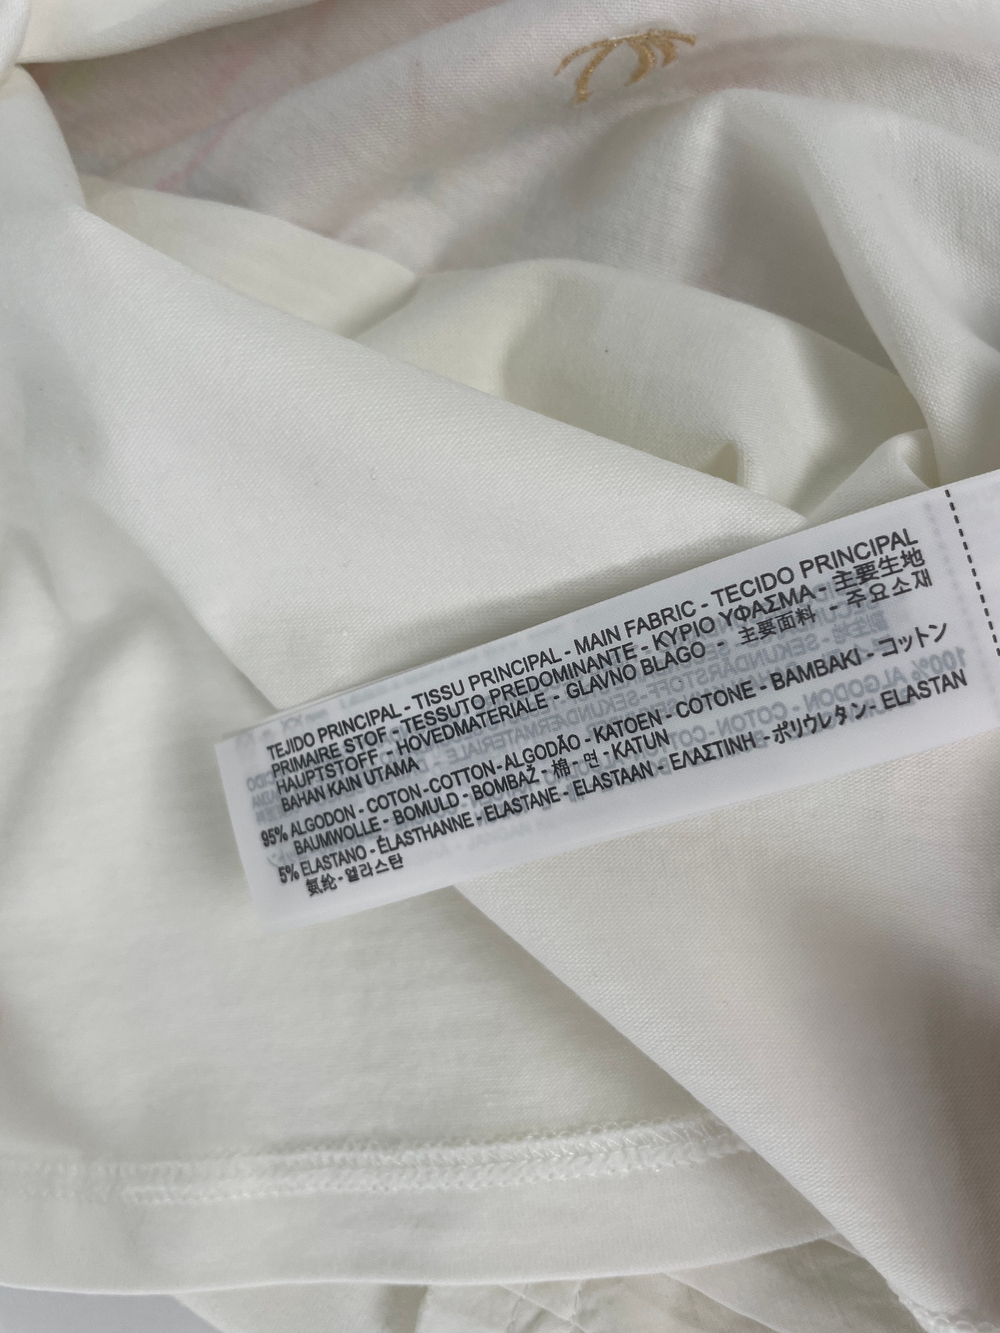 TEJIDO PRINCIPAL - TISSU PRINCIPAL - MAIN FABRIC - TECIDO PRINCIPAL
PRIMAIRE STOF - TESSUTO PREDOMINANTE - ΚΥΡΙΟ ΥΦΑΣΜΑ - 主要生地
HAUPTSTOFF - HOVEDMATERIALE - GLAVNO BLAGO - 主要面料 - 주요소재
BAHAN KAIN UTAMA
95% ALGODON - COTON - COTTON - ALGODÃO - KATOEN - COTONE - BAMBAKI - コットン
BAUMWOLLE - BOMULD - BOMBAŽ - 棉 - 면 - KATUN
5% ELASTANO - ÉLASTHANNE - ELASTANE - ELASTAAN - ΕΛΑΣΤΙΝΗ - ポリウレタン - ELASTAN
氨纶 - 엘라스탄